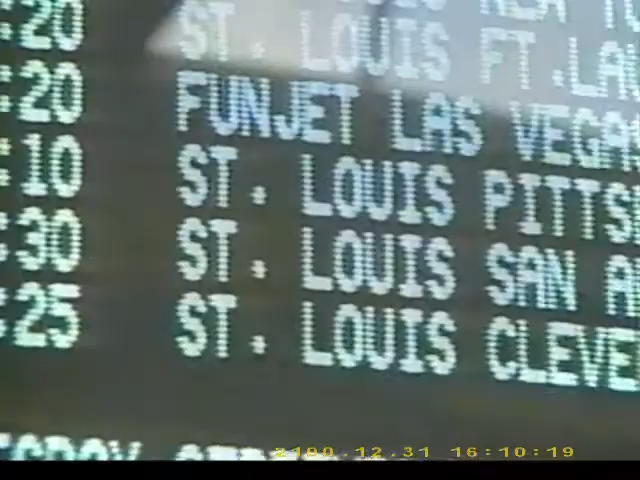 :20 ST. LOUIS FT.LAU
:20 FUNJET LAS VEGAS
:10 ST. LOUIS PITTS
:30 ST. LOUIS SAN A
:25 ST. LOUIS CLEVE
2100.12.31 16:10:19